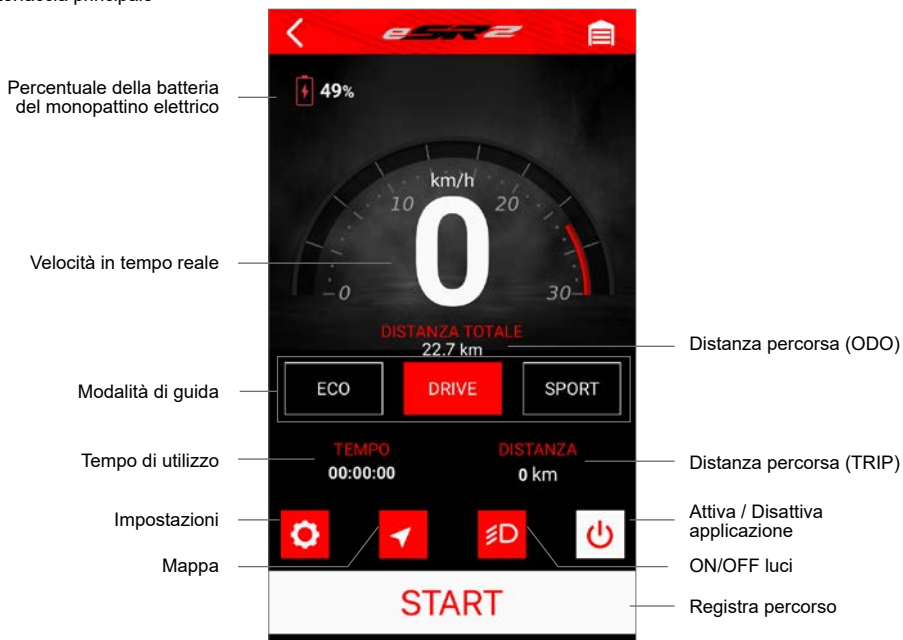 eSR2
Percentuale della batteria
del monopattino elettrico
49%
km/h
10
20
0
Velocità in tempo reale
0
30
DISTANZA TOTALE
22.7 km
Distanza percorsa (ODO)
Modalità di guida
ECO
DRIVE
SPORT
TEMPO
DISTANZA
Tempo di utilizzo
00:00:00
0 km
Distanza percorsa (TRIP)
Impostazioni
Attiva / Disattiva
applicazione
Mappa
ON/OFF luci
START
Registra percorso